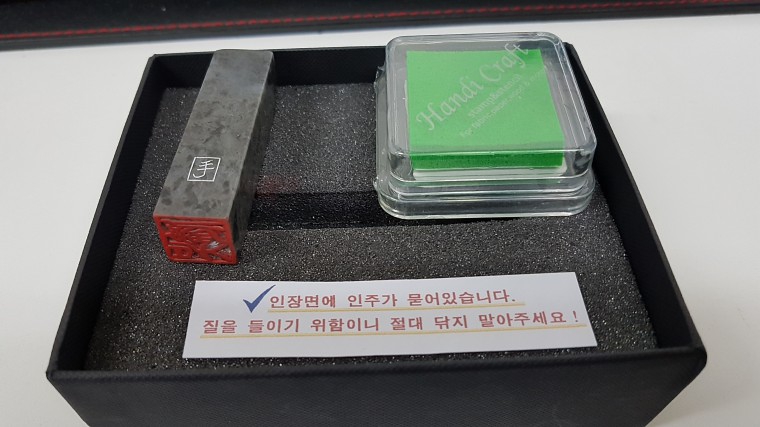 手
Handi Craft
인장면에 인주가 묻어있습니다.
질을 들이기 위함이니 절대 닦지 말아주세요!